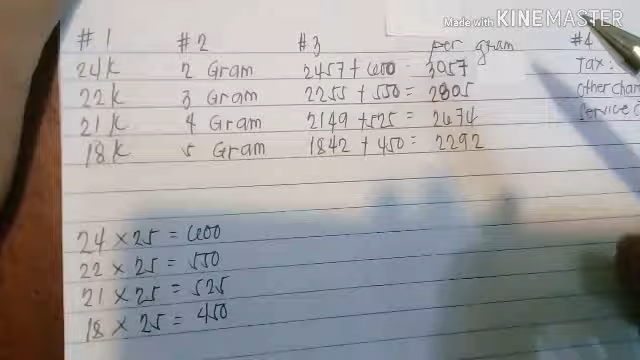 Made with KINEMASTER
#1 #2 #3 per gram #4
24k 2 Gram 2457+600= 3057 Tax:
22k 3 Gram 2255+550= 2805 other char
21k 4 Gram 2149+525= 2674 Service C
18k 5 Gram 1842+450= 2292
24 x 25 = 600
22 x 25 = 550
21 x 25 = 525
18 x 25 = 450